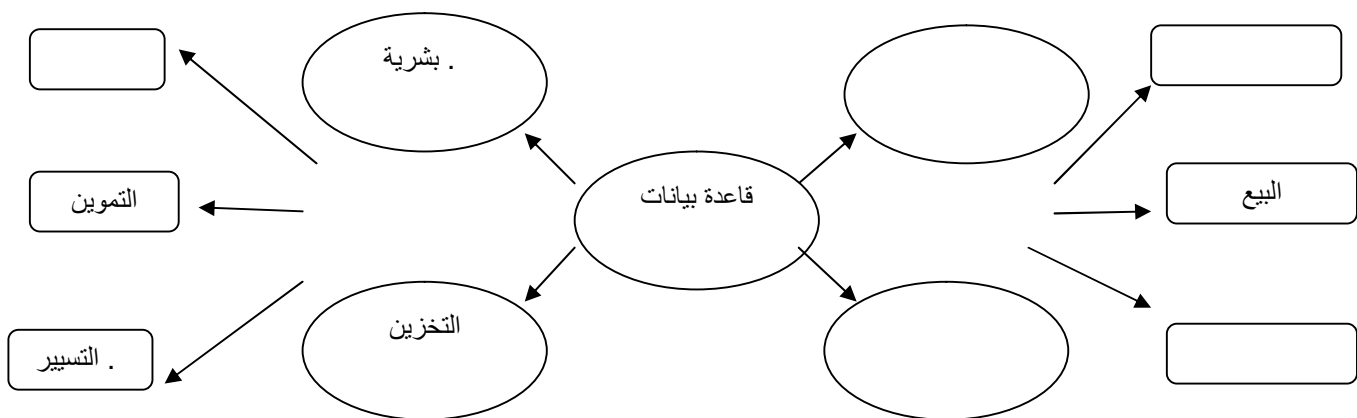 . بشرية
قاعدة بيانات
البيع
التموين
التخزين
. التسيير